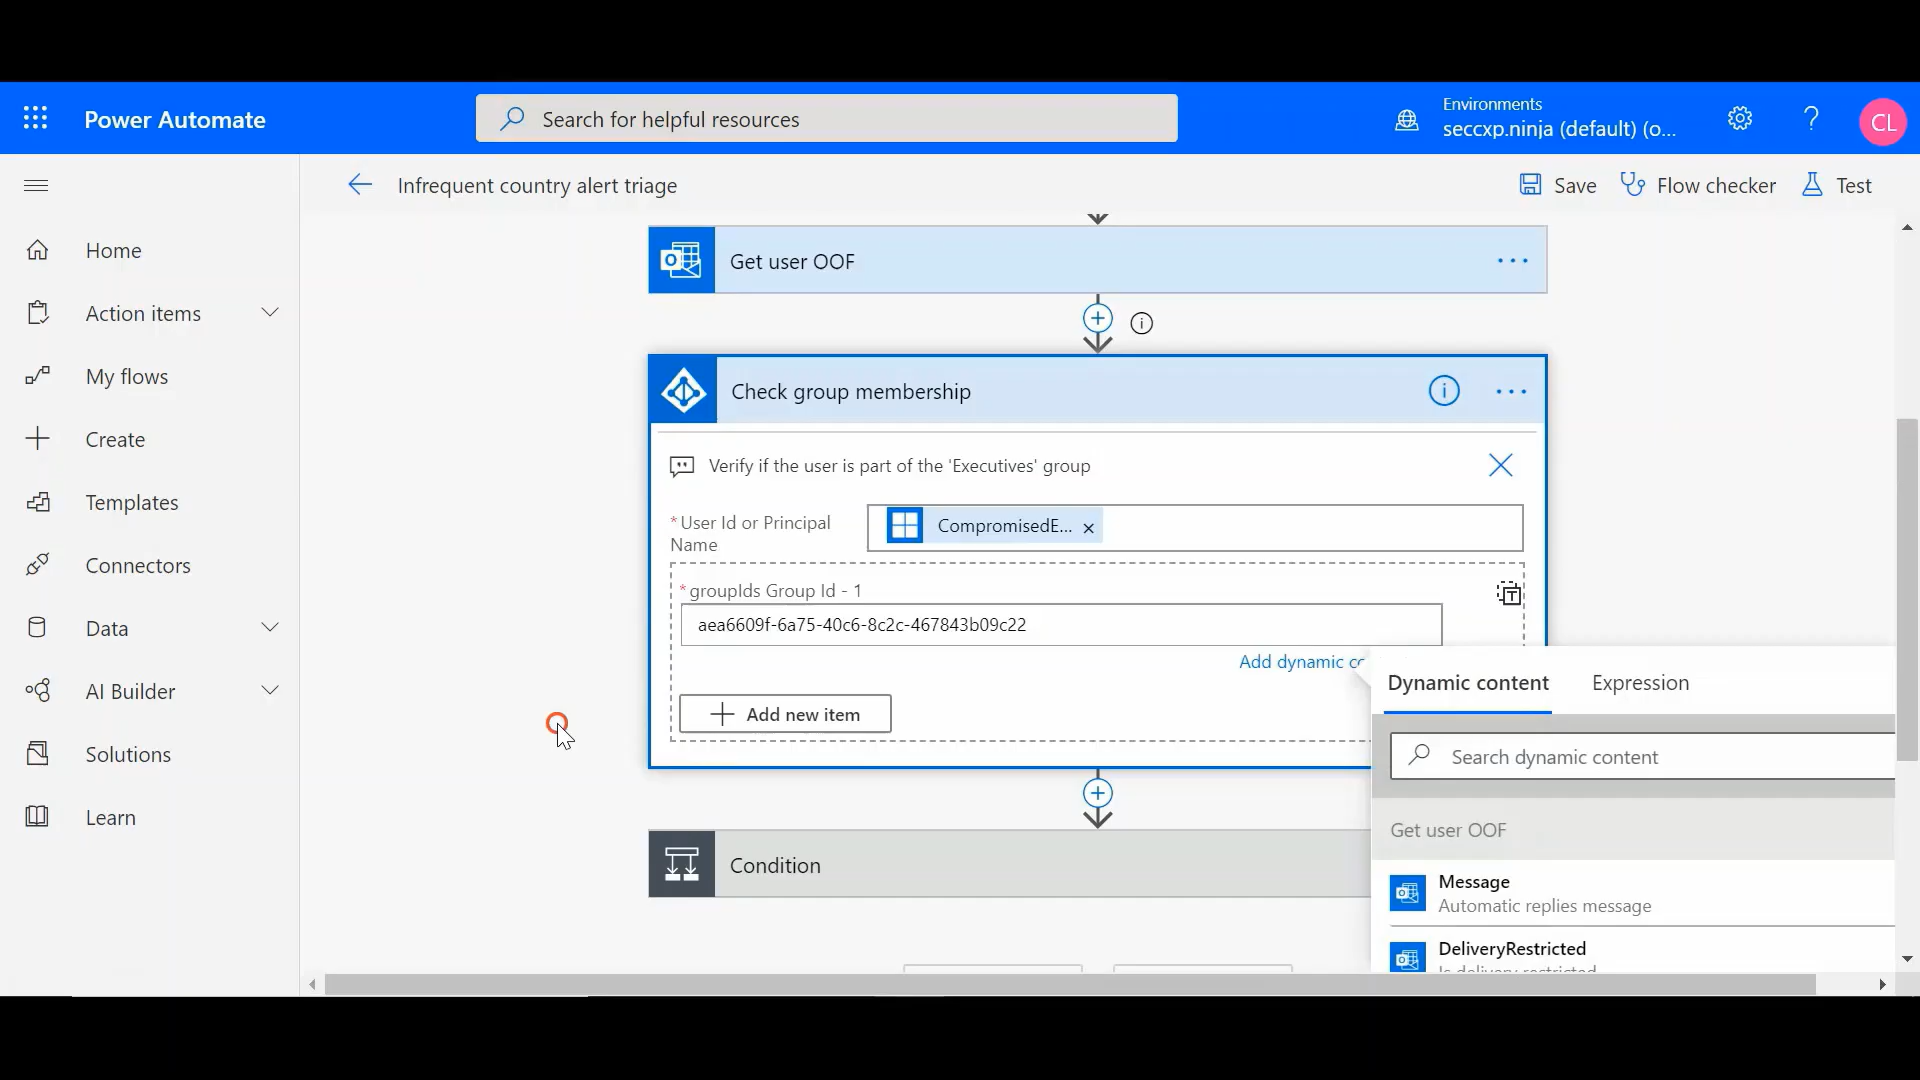 Power Automate
Search for helpful resources
Environments
seccxp.ninja (default) (o...
CL
Infrequent country alert triage
Save
Flow checker
Test
Home
Action items
My flows
Create
Templates
Connectors
Data
AI Builder
Solutions
Learn
Get user OOF
Check group membership
Verify if the user is part of the 'Executives' group
*User Id or Principal
Name
CompromisedE...
*groupIds Group Id - 1
aea6609f-6a75-40c6-8c2c-467843b09c22
Add dynamic co
Add new item
Condition
Dynamic content
Expression
Search dynamic content
Get user OOF
Message
Automatic replies message
DeliveryRestricted
Is delivery restricted